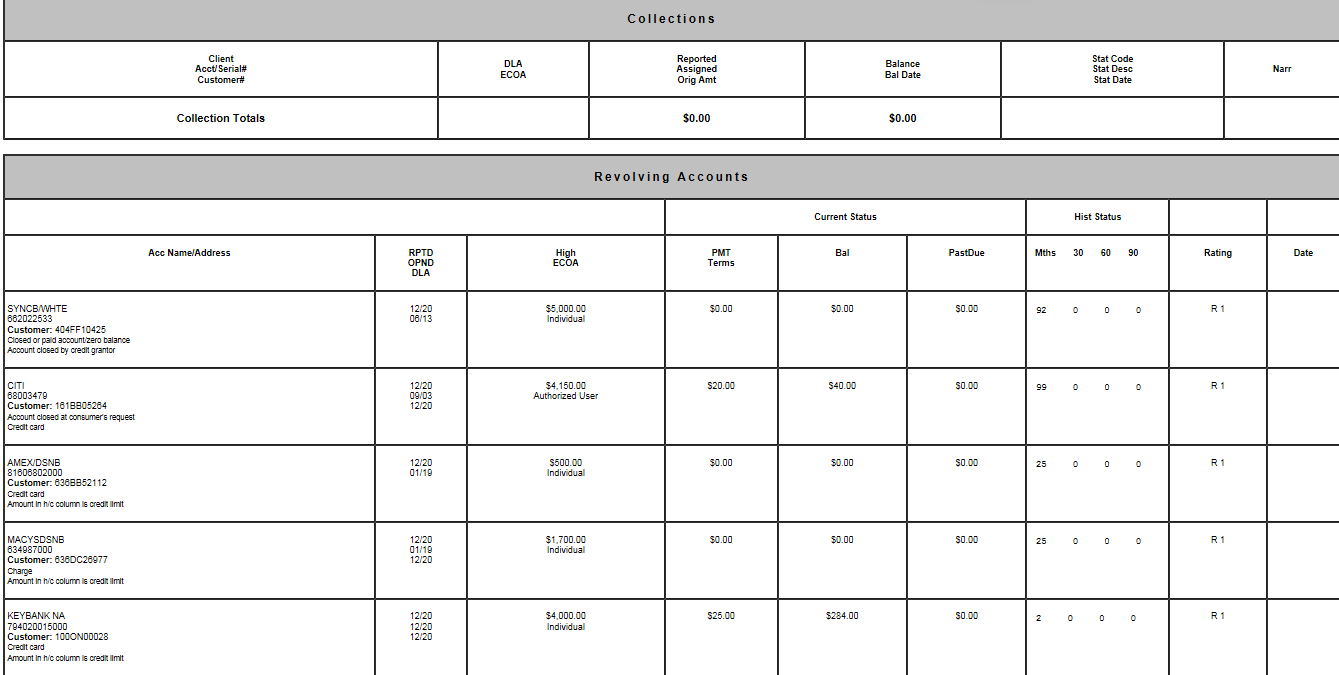 Collections
Client
Acct/Serial#
Customer#
DLA
ECOA
Reported
Assigned
Orig Amt
Balance
Bal Date
Stat Code
Stat Desc
Stat Date
Narr
Collection Totals
$0.00
$0.00
Revolving Accounts
Current Status
Hist Status
Acc Name/Address
RPTD
OPND
DLA
High
ECOA
PMT
Terms
Bal
PastDue
Mths 30 60 90
Rating
Date
SYNCB/WHTE
662022533
Customer: 404FF10425
Closed or paid account/zero balance
Account closed by credit grantor
12/20
06/13
$5,000.00
Individual
$0.00
$0.00
$0.00
92 0 0 0
R 1
CITI
68003479
Customer: 161BB05264
Account closed at consumer's request
Credit card
12/20
09/03
12/20
$4,150.00
Authorized User
$20.00
$40.00
$0.00
99 0 0 0
R 1
AMEX/DSNB
81606802000
Customer: 636BB52112
Credit card
Amount in h/c column is credit limit
12/20
01/19
$500.00
Individual
$0.00
$0.00
$0.00
25 0 0 0
R 1
MACYSDSNB
634987000
Customer: 636DC26977
Charge
Amount in h/c column is credit limit
12/20
01/19
12/20
$1,700.00
Individual
$0.00
$0.00
$0.00
25 0 0 0
R 1
KEYBANK NA
794020015000
Customer: 100ON00028
Credit card
Amount in h/c column is credit limit
12/20
12/20
12/20
$4,000.00
Individual
$25.00
$284.00
$0.00
2 0 0 0
R 1